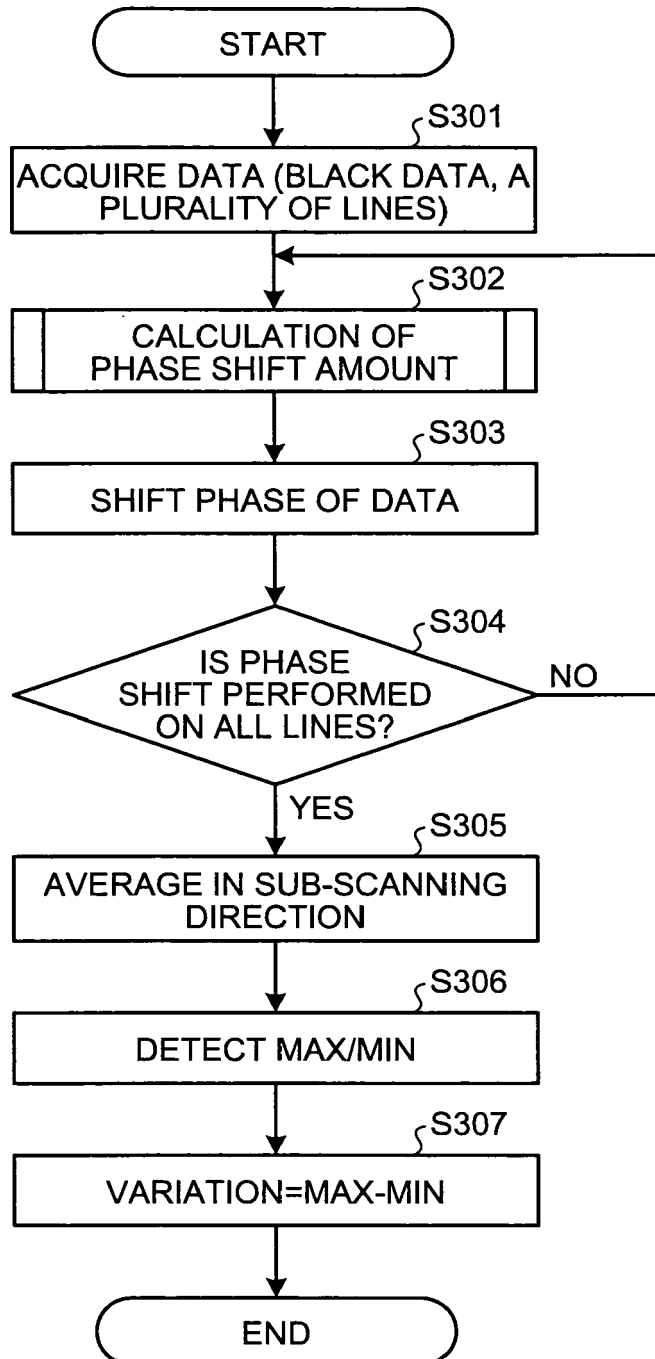 START
S301
ACQUIRE DATA (BLACK DATA, A
PLURALITY OF LINES)
S302
CALCULATION OF
PHASE SHIFT AMOUNT
S303
SHIFT PHASE OF DATA
S304
IS PHASE
SHIFT PERFORMED
ON ALL LINES?
NO
YES
S305
AVERAGE IN SUB-SCANNING
DIRECTION
S306
DETECT MAX/MIN
S307
VARIATION=MAX-MIN
END